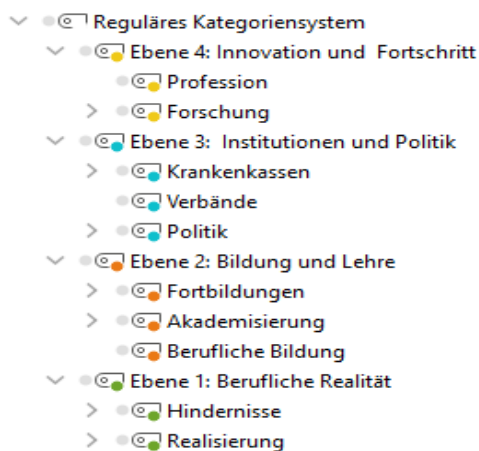 Reguläres Kategoriensystem
Ebene 4: Innovation und Fortschritt
Profession
Forschung
Ebene 3: Institutionen und Politik
Krankenkassen
Verbände
Politik
Ebene 2: Bildung und Lehre
Fortbildungen
Akademisierung
Berufliche Bildung
Ebene 1: Berufliche Realität
Hindernisse
Realisierung